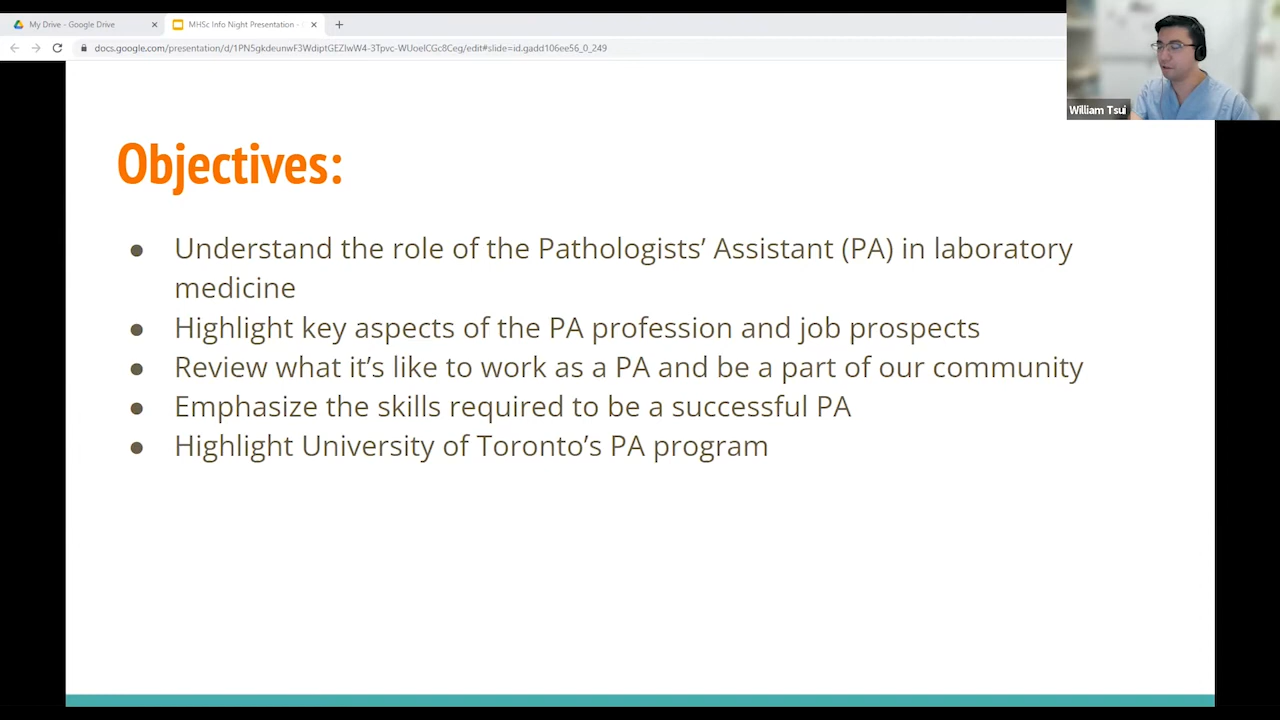 My Drive - Google Drive
MHSc Info Night Presentation -
docs.google.com/presentation/d/1PN5gkdeunwF3WdiptGEZIwW4-3Tpvc-WUoelCGc8Ceg/edit#slide=id.gadd106ee56_0_249
William Tsui
Objectives:
● Understand the role of the Pathologists’ Assistant (PA) in laboratory
medicine
● Highlight key aspects of the PA profession and job prospects
● Review what it’s like to work as a PA and be a part of our community
● Emphasize the skills required to be a successful PA
● Highlight University of Toronto’s PA program